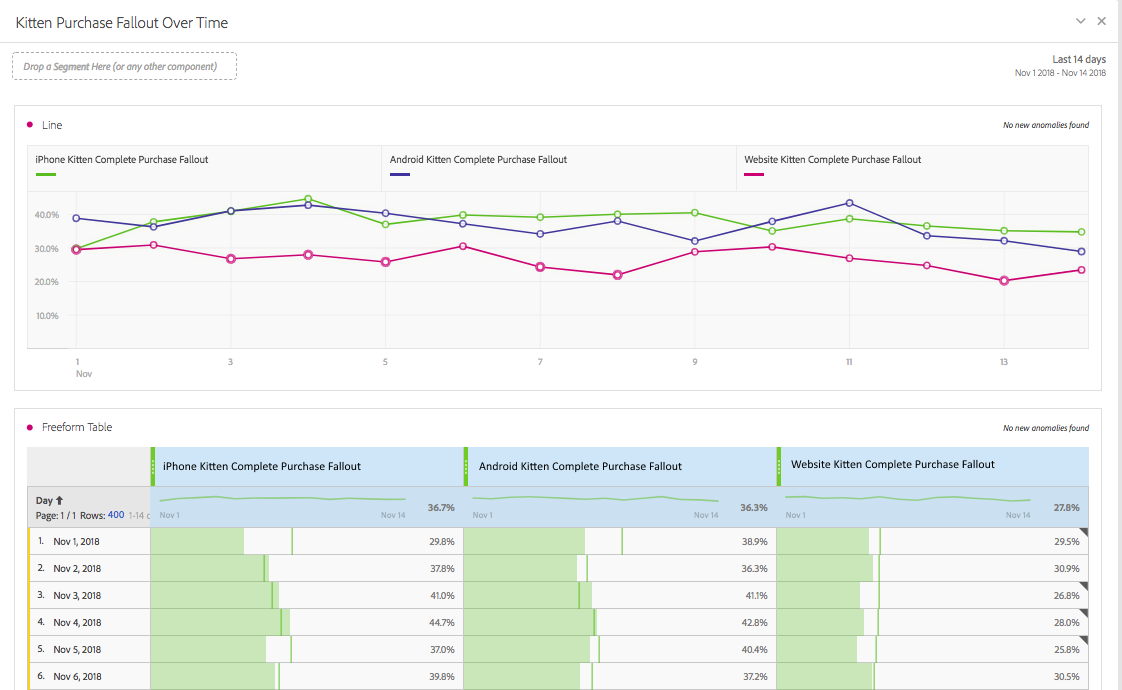 Kitten Purchase Fallout Over Time
Drop a Segment Here (or any other component)
Last 14 days
Nov 1 2018 - Nov 14 2018
Line
No new anomalies found
iPhone Kitten Complete Purchase Fallout
Android Kitten Complete Purchase Fallout
Website Kitten Complete Purchase Fallout
40.0%
30.0%
20.0%
10.0%
1 3 5 7 9 11 13
Nov
Freeform Table
No new anomalies found
iPhone Kitten Complete Purchase Fallout
Android Kitten Complete Purchase Fallout
Website Kitten Complete Purchase Fallout
Day ↑
Page: 1 / 1 Rows: 400 1-14 o
Nov 1 Nov 14 36.7%
Nov 1 Nov 14 36.3%
Nov 1 Nov 14 27.8%
1. Nov 1, 2018 29.8% 38.9% 29.5%
2. Nov 2, 2018 37.8% 36.3% 30.9%
3. Nov 3, 2018 41.0% 41.1% 26.8%
4. Nov 4, 2018 44.7% 42.8% 28.0%
5. Nov 5, 2018 37.0% 40.4% 25.8%
6. Nov 6, 2018 39.8% 37.2% 30.5%